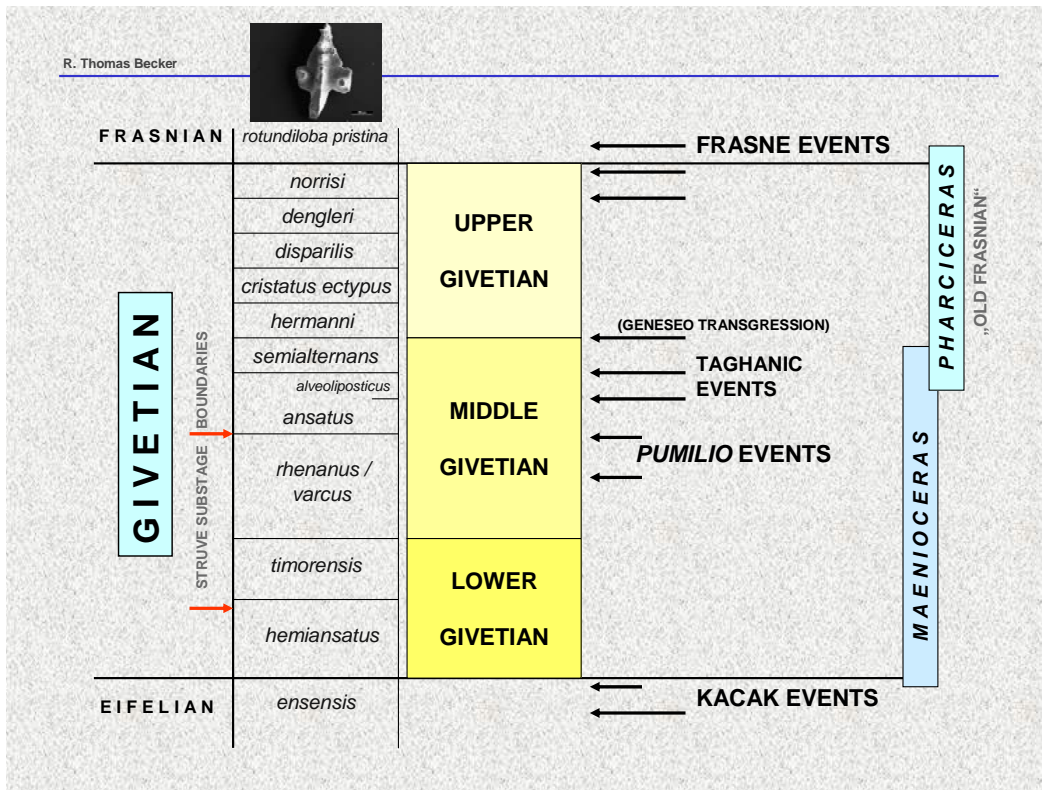 R. Thomas Becker
FRASNIAN
rotundiloba pristina
FRASNE EVENTS
norrisi
dengleri
disparilis
cristatus ectypus
hermanni
semialternans
alveoliposticus
ansatus
rhenanus /
varcus
timorensis
hemiansatus
EIFELIAN
ensensis
GIVETIAN
STRUVE SUBSTAGE BOUNDARIES
UPPER
GIVETIAN
MIDDLE
GIVETIAN
LOWER
GIVETIAN
(GENESEO TRANSGRESSION)
TAGHANIC
EVENTS
PUMILIO EVENTS
KACAK EVENTS
PHARCICERAS
„OLD FRASNIAN“
MAENIOCERAS